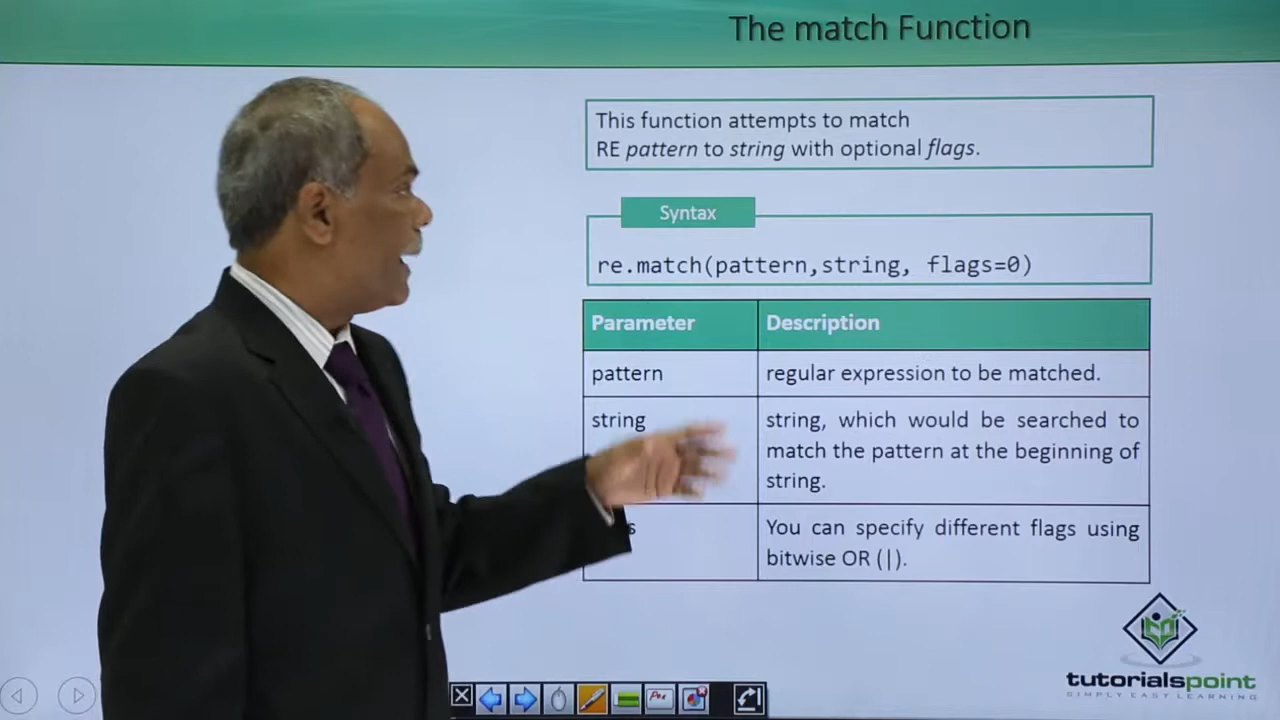 The match Function
This function attempts to match
RE pattern to string with optional flags.
Syntax
re.match(pattern,string, flags=0)
Parameter Description
pattern regular expression to be matched.
string string, which would be searched to
match the pattern at the beginning of
string.
s You can specify different flags using
bitwise OR (|).
tutorialspoint
SIMPLY EASY LEARNING